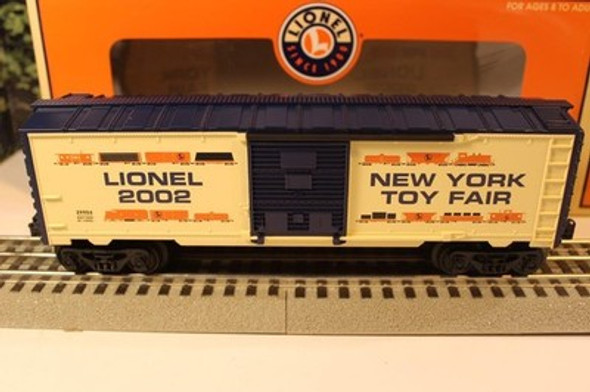 FOR AGES 8 TO ADU
LIONEL
L
SINCE 1900
LIONEL
2002
NEW YORK
TOY FAIR